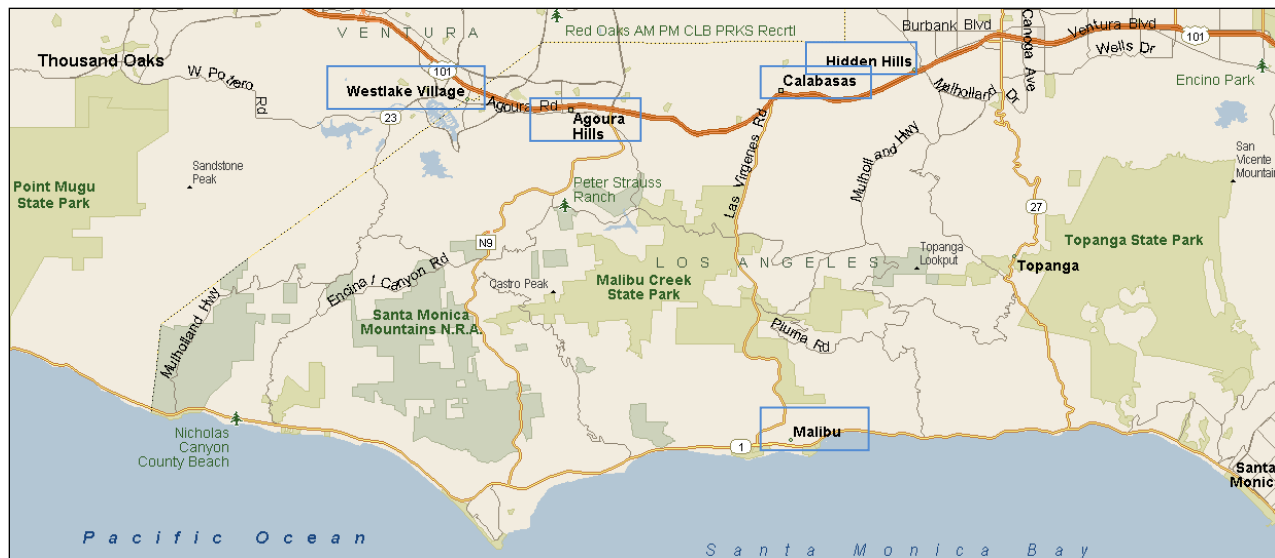 VENTURA
Red Oaks AM PM CLB PRKS Recrtl
Burbank Blvd
Canoga Ave
Ventura Blvd
101
Wells Dr
Thousand Oaks
W Potero Rd
101
Hidden Hills
Calabasas
Encino Park
Westlake Village
Agoura Rd
23
Agoura
Hills
Mulholland Dr
Las Virgenes Rd
Mulholland Hwy
San
Vicente
Mountain
Sandstone
Peak
Point Mugu
State Park
Peter Strauss
Ranch
27
N9
Topanga State Park
LOS ANGELES
Topanga
Lookput
Topanga
Encinal Canyon Rd
Castro Peak
Malibu Creek
State Park
Mulholland Hwy
Santa Monica
Mountains N.R.A.
Piuma Rd
Nicholas
Canyon
County Beach
1
Malibu
Santa
Monic
Pacific Ocean
Santa Monica Bay